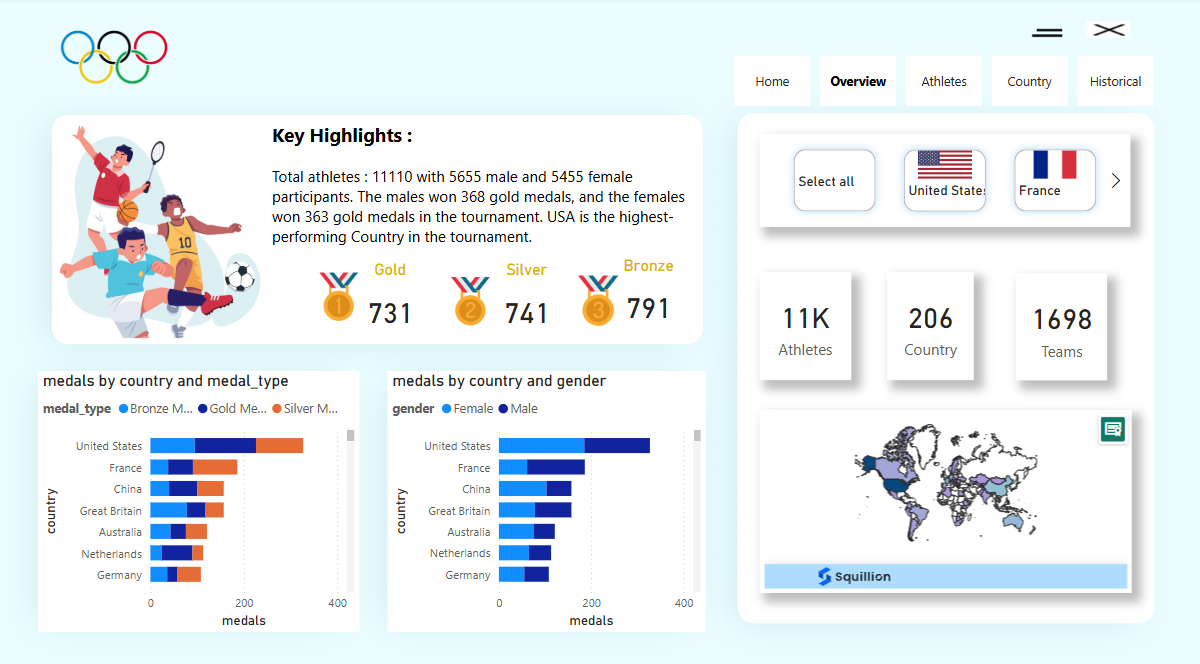 Home
Overview
Athletes
Country
Historical
Key Highlights :
Total athletes : 11110 with 5655 male and 5455 female
participants. The males won 368 gold medals, and the females
won 363 gold medals in the tournament. USA is the highest-
performing Country in the tournament.
10
1
Gold
731
2
Silver
741
3
Bronze
791
Select all
United States
France
11K
Athletes
206
Country
1698
Teams
medals by country and medal_type
medal_type Bronze M... Gold Me... Silver M...
country
United States
France
China
Great Britain
Australia
Netherlands
Germany
0 200 400
medals
medals by country and gender
gender Female Male
country
United States
France
China
Great Britain
Australia
Netherlands
Germany
0 200 400
medals
Squillion